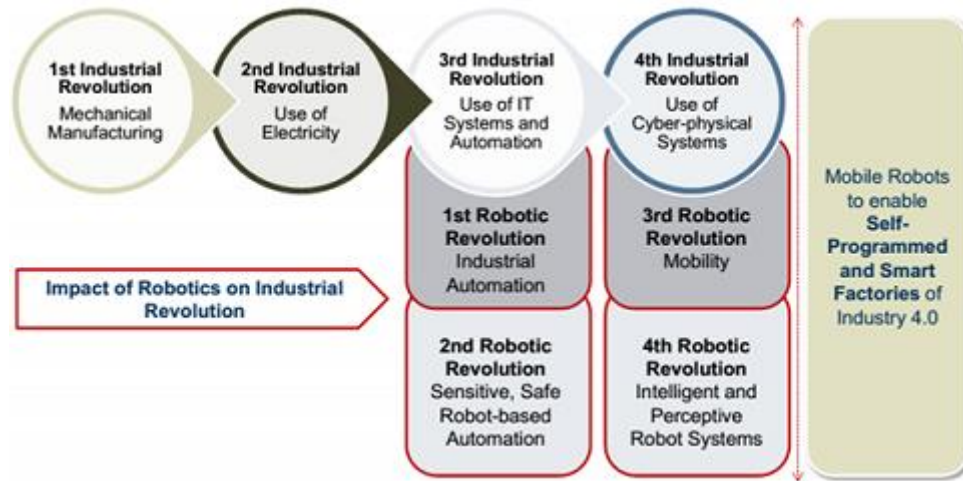 1st Industrial
Revolution
Mechanical
Manufacturing
2nd Industrial
Revolution
Use of
Electricity
3rd Industrial
Revolution
Use of IT
Systems and
Automation
4th Industrial
Revolution
Use of
Cyber-physical
Systems
Impact of Robotics on Industrial
Revolution
1st Robotic
Revolution
Industrial
Automation
3rd Robotic
Revolution
Mobility
2nd Robotic
Revolution
Sensitive, Safe
Robot-based
Automation
4th Robotic
Revolution
Intelligent and
Perceptive
Robot Systems
Mobile Robots
to enable
Self-
Programmed
and Smart
Factories of
Industry 4.0